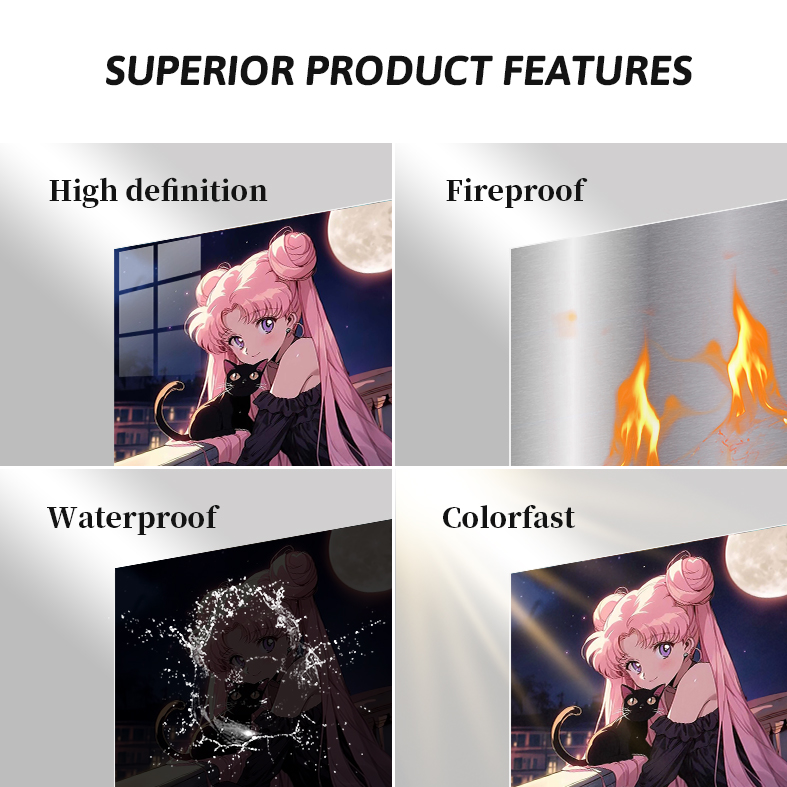 SUPERIOR PRODUCT FEATURES
High definition
Fireproof
Waterproof
Colorfast